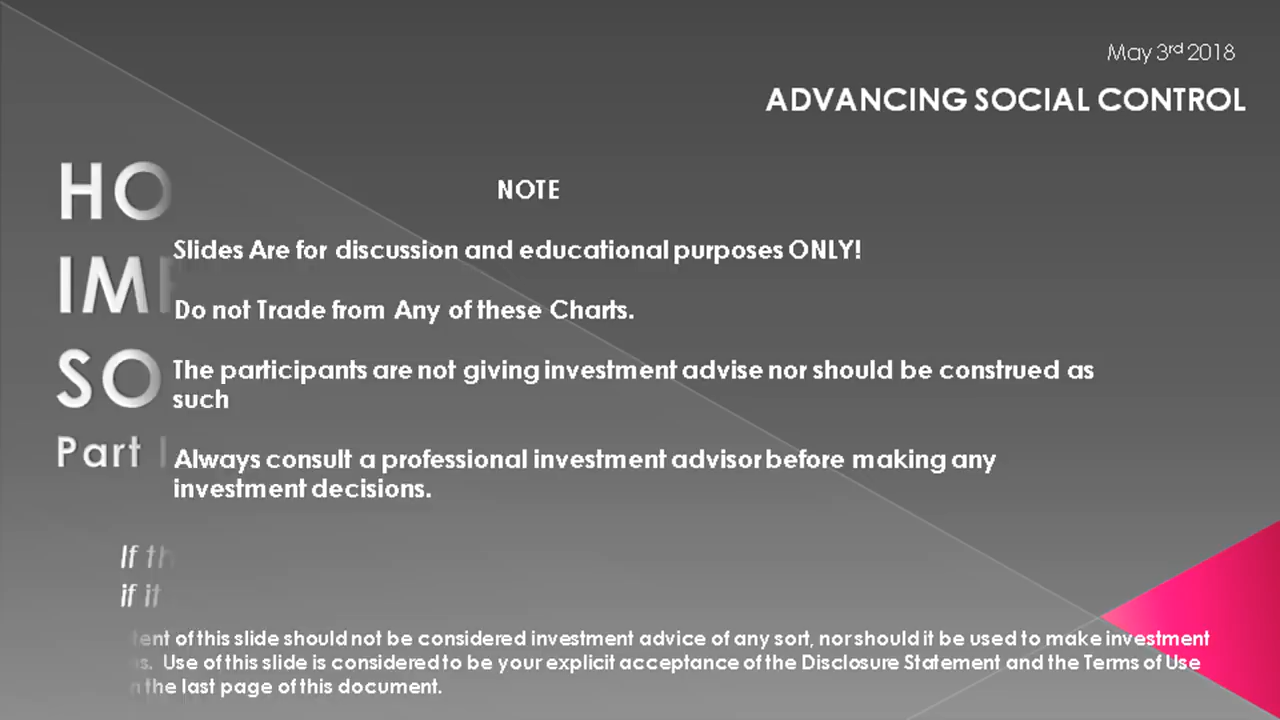 May 3rd 2018
ADVANCING SOCIAL CONTROL
NOTE
Slides Are for discussion and educational purposes ONLY!
Do not Trade from Any of these Charts.
The participants are not giving investment advise nor should be construed as
such
Part
Always consult a professional investment advisor before making any
investment decisions.
If
if it
of this slide should not be considered investment advice of any sort, nor should it be used to make investment
Use of this slide is considered to be your explicit acceptance of the Disclosure Statement and the Terms of Use
the last page of this document.